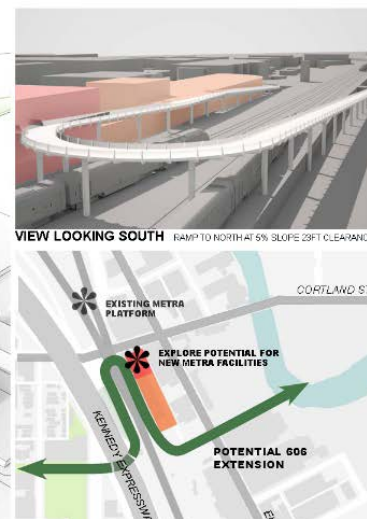 VIEW LOOKING SOUTH RAMP TO NORTH AT 5% SLOPE 23FT CLEARANC
CORTLAND ST
EXISTING METRA
PLATFORM
EXPLORE POTENTIAL FOR
NEW METRA FACILITIES
KENNEDY EXPRESSWA
POTENTIAL 606
EXTENSION